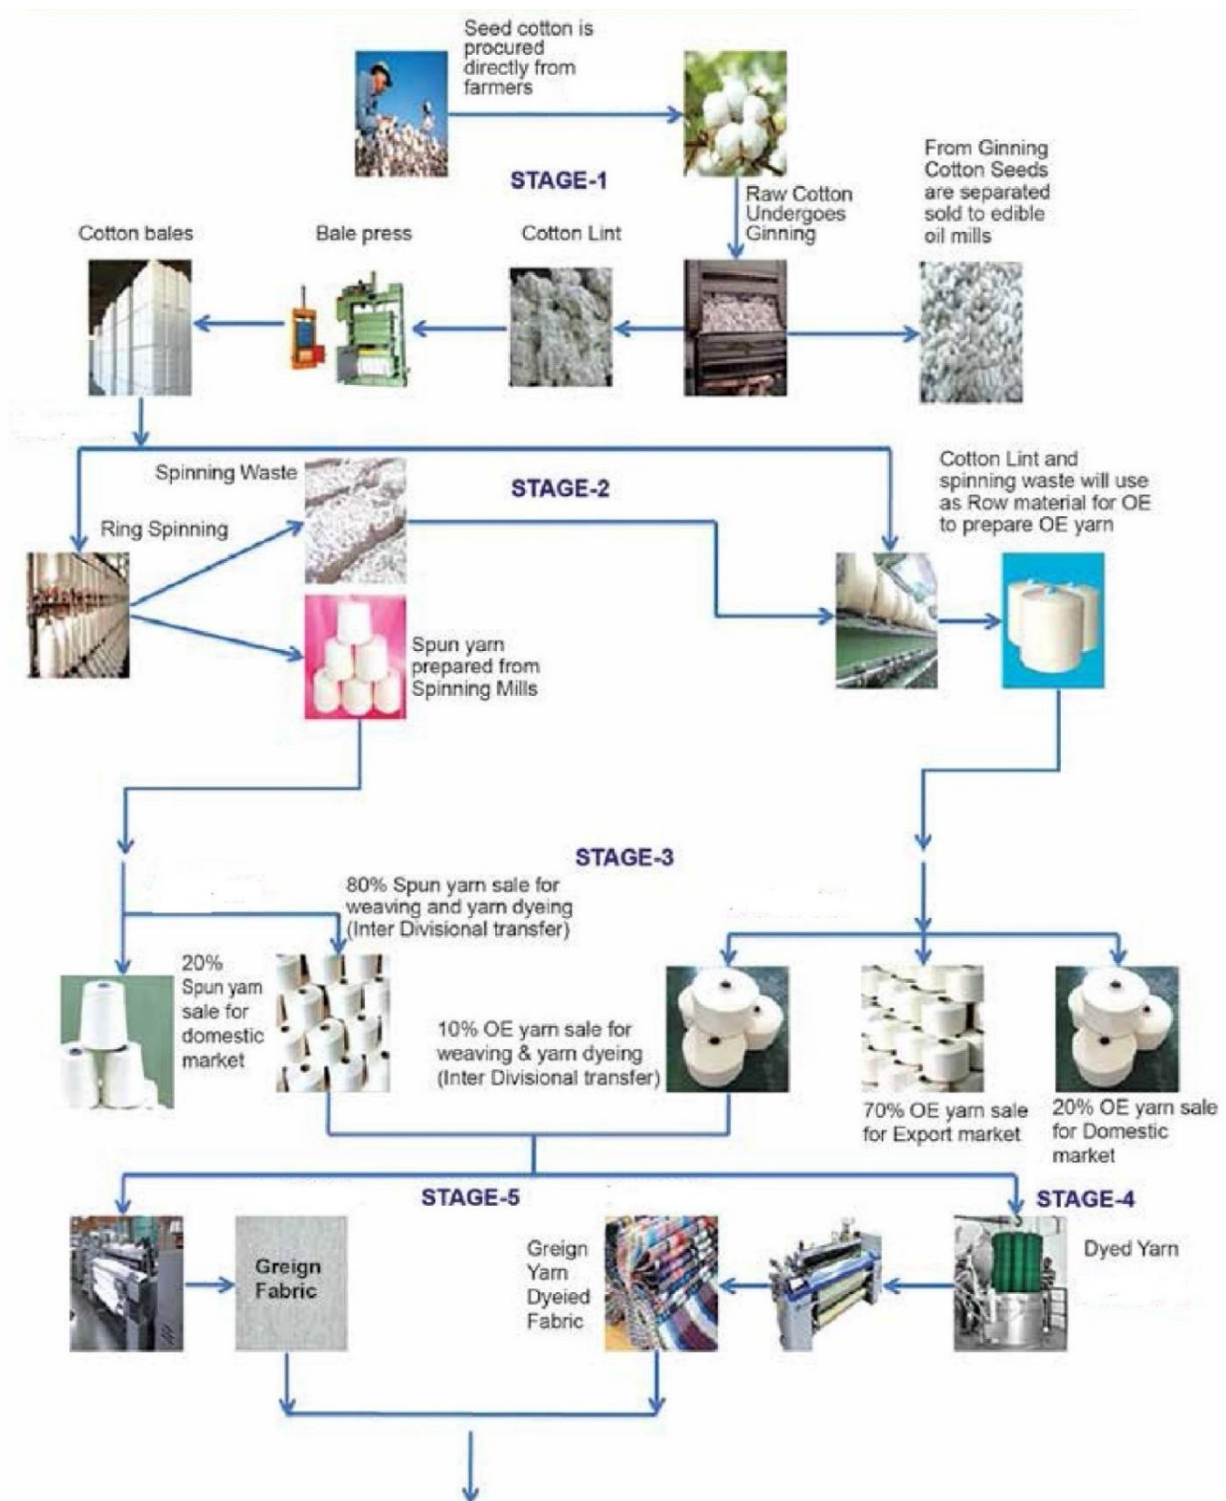 Seed cotton is
procured
directly from
farmers
STAGE-1
From Ginning
Cotton Seeds
are separated
sold to edible
oil mills
Raw Cotton
Undergoes
Ginning
Cotton bales
Bale press
Cotton Lint
Spinning Waste
STAGE-2
Cotton Lint and
spinning waste will use
as Row material for OE
to prepare OE yarn
Ring Spinning
Spun yarn
prepared from
Spinning Mills
STAGE-3
80% Spun yarn sale for
weaving and yarn dyeing
(Inter Divisional transfer)
20%
Spun yarn
sale for
domestic
market
10% OE yarn sale for
weaving & yarn dyeing
(Inter Divisional transfer)
70% OE yarn sale
for Export market
20% OE yarn sale
for Domestic
market
STAGE-5
STAGE-4
Greign
Fabric
Greign
Yarn
Dyeied
Fabric
Dyed Yarn